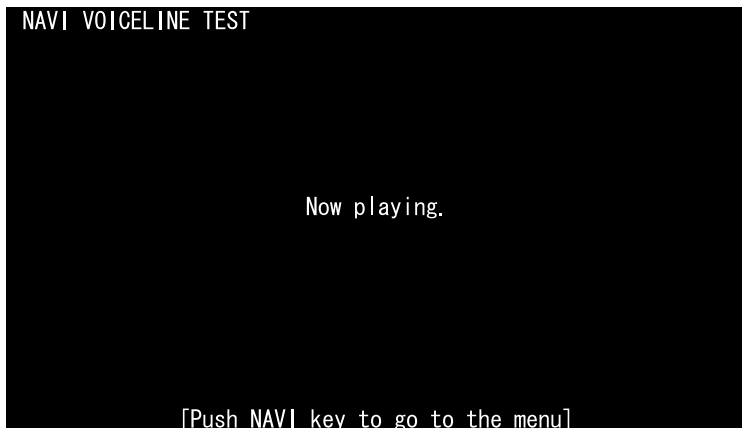 NAVI VOICELINE TEST
Now playing.
[Push NAVI key to go to the menu]